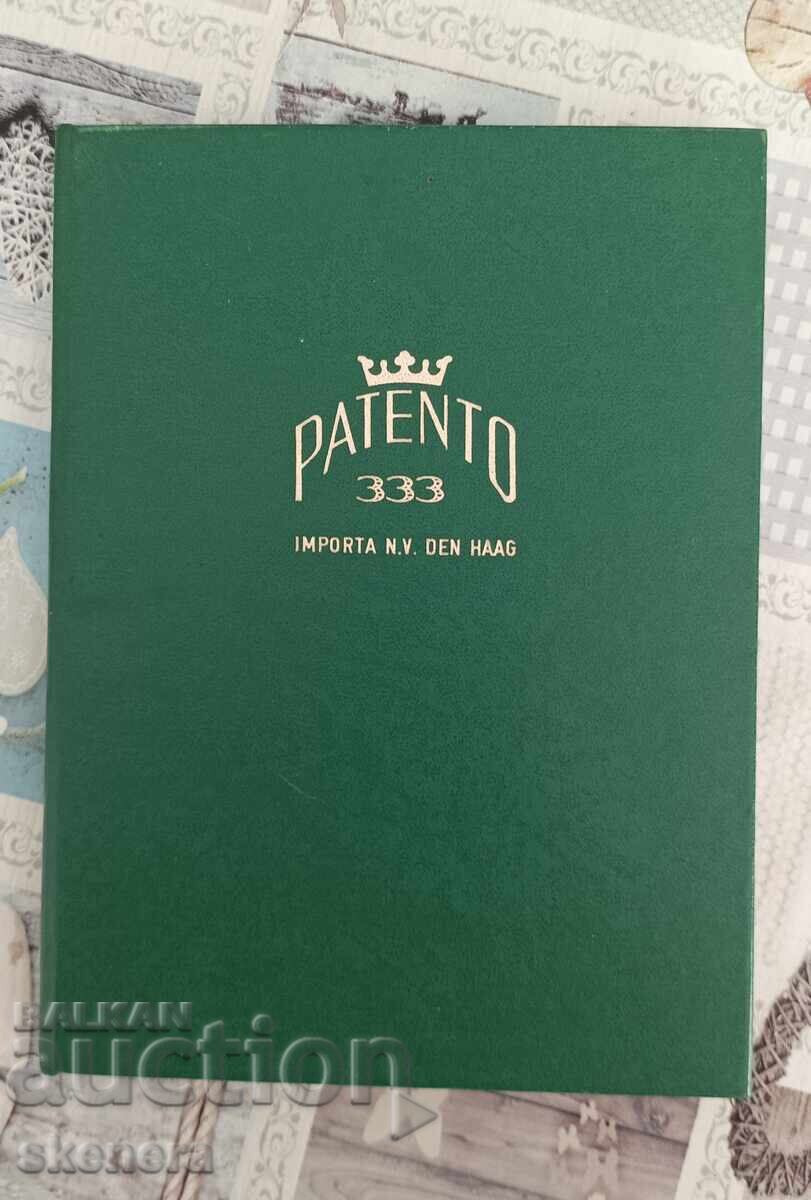 PATENTO
333
IMPORTA N.V. DEN HAAG
BALKAN
auction
skenera